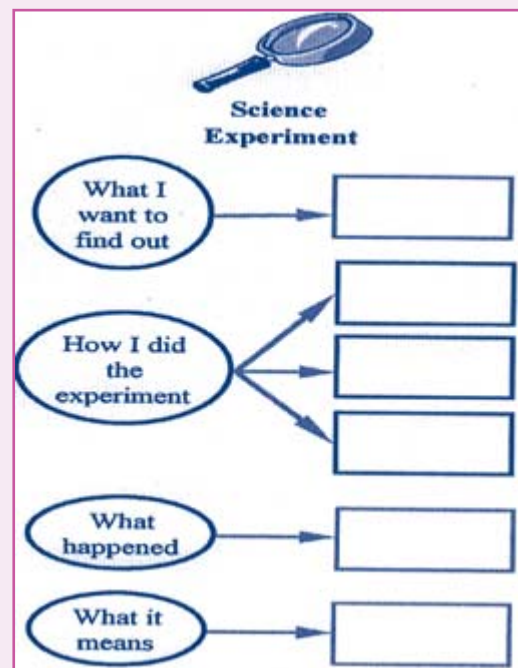 Science
Experiment
What I
want to
find out
How I did
the
experiment
What
happened
What it
means